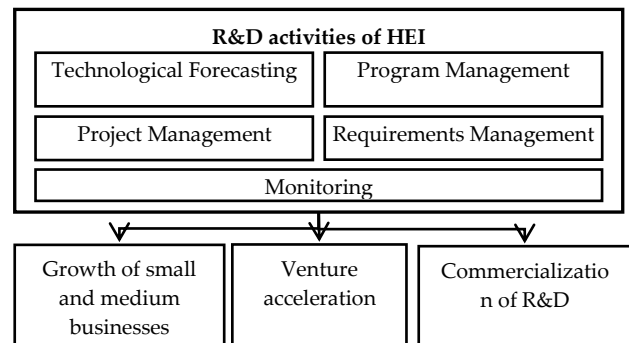 R&D activities of HEI
Technological Forecasting
Program Management
Project Management
Requirements Management
Monitoring
Growth of small
and medium
businesses
Venture
acceleration
Commercializatio
n of R&D